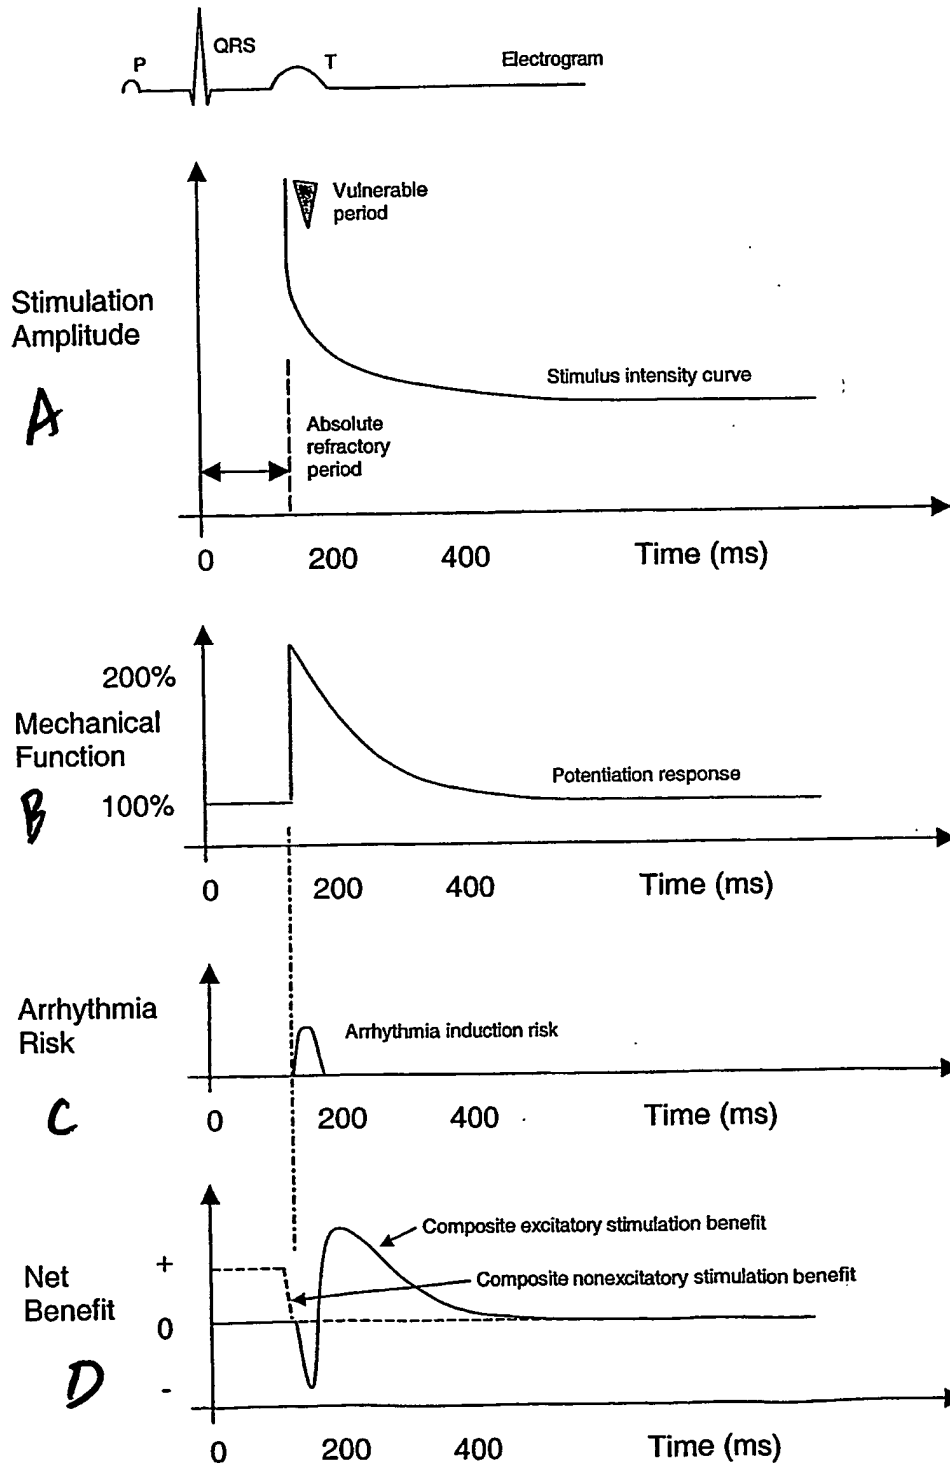 P
QRS
T
Electrogram
Vulnerable
period
Stimulation
Amplitude
A
Stimulus intensity curve
Absolute
refractory
period
0 200 400 Time (ms)
200%
Mechanical
Function
Potentiation response
B
100%
0 200 400 Time (ms)
Arrhythmia
Risk
Arrhythmia induction risk
C
0 200 400 Time (ms)
Composite excitatory stimulation benefit
+
Net
Benefit
Composite nonexcitatory stimulation benefit
0
D
-
0 200 400 Time (ms)